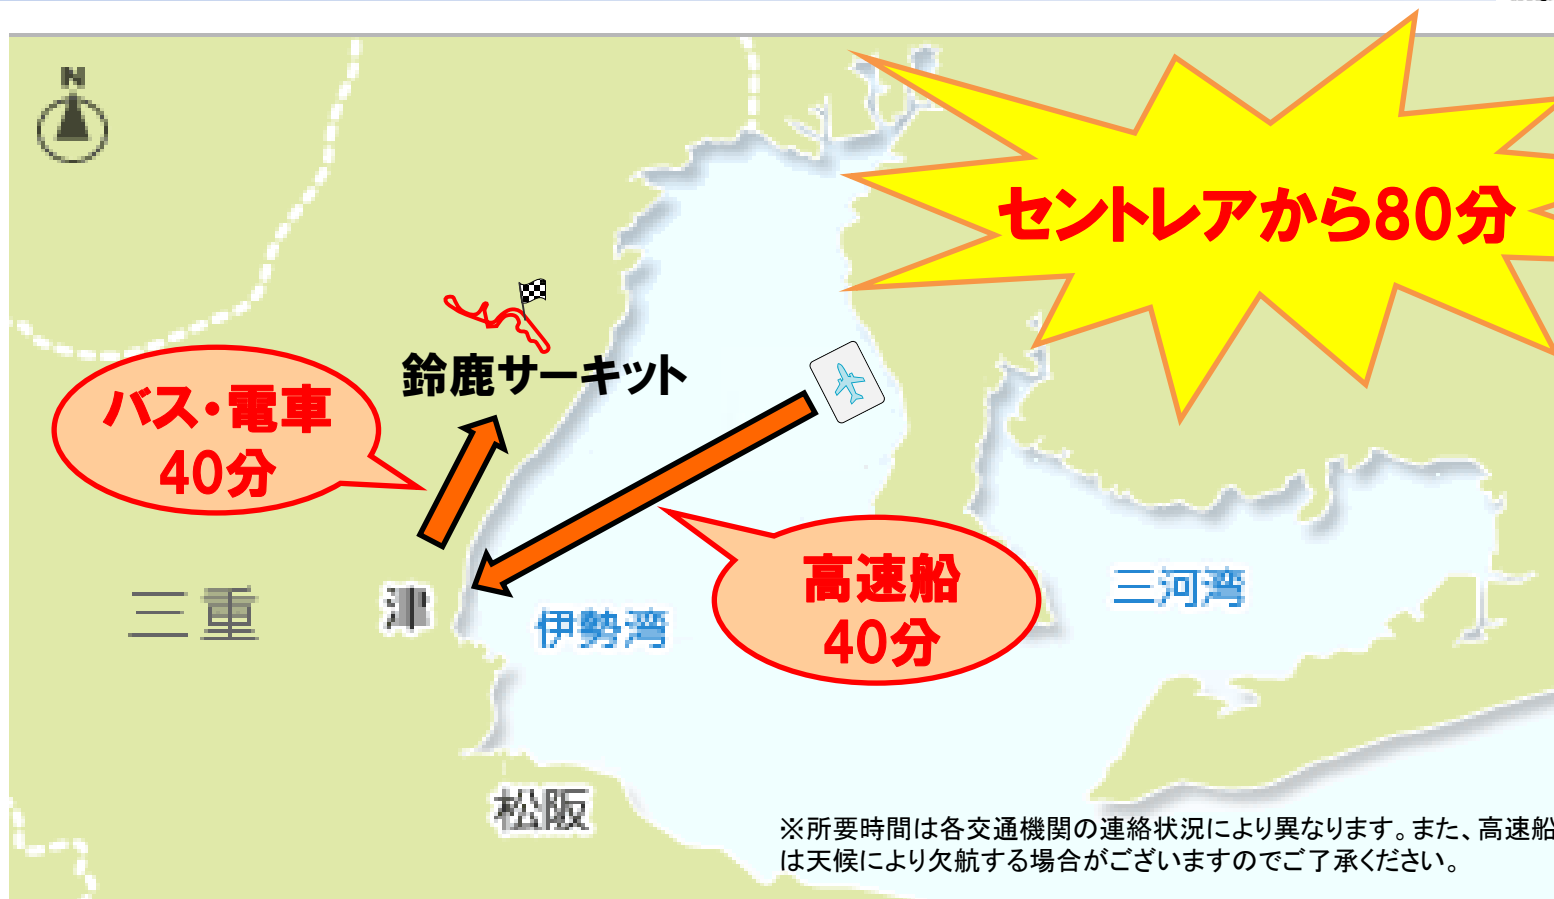 N
セントレアから80分
鈴鹿サーキット
バス・電車
40分
高速船
40分
三河湾
三重
津
伊勢湾
松阪
※所要時間は各交通機関の連絡状況により異なります。また、高速船
は天候により欠航する場合がございますのでご了承ください。